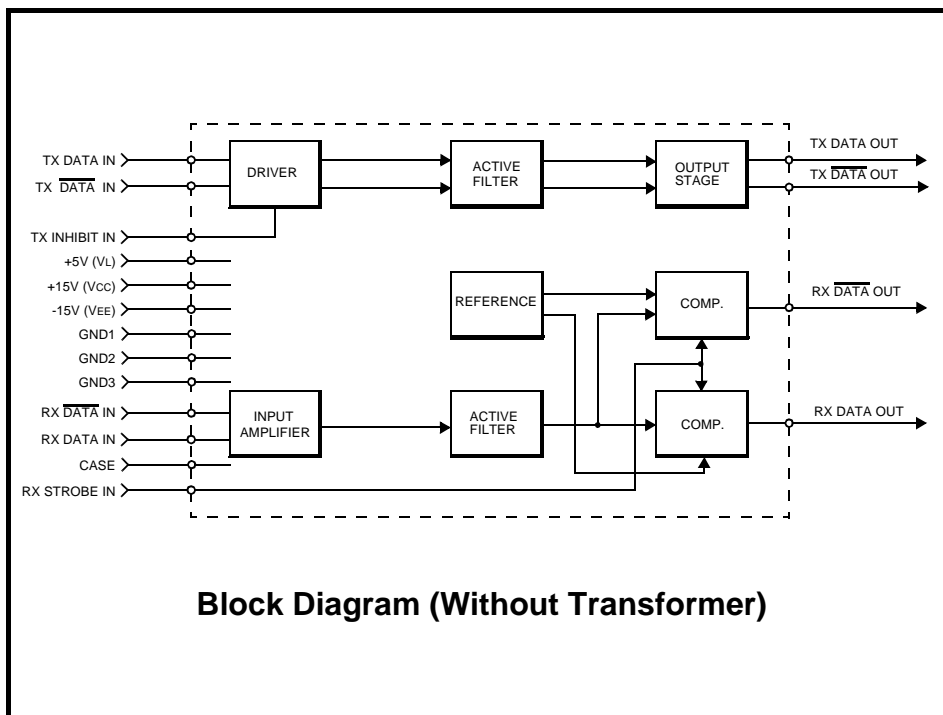 TX DATA IN
TX DATA IN
TX INHIBIT IN
+5V (VL)
+15V (VCC)
-15V (VEE)
GND1
GND2
GND3
RX DATA IN
RX DATA IN
CASE
RX STROBE IN
DRIVER
ACTIVE
FILTER
OUTPUT
STAGE
TX DATA OUT
TX DATA OUT
REFERENCE
COMP.
RX DATA OUT
INPUT
AMPLIFIER
ACTIVE
FILTER
COMP.
RX DATA OUT
Block Diagram (Without Transformer)